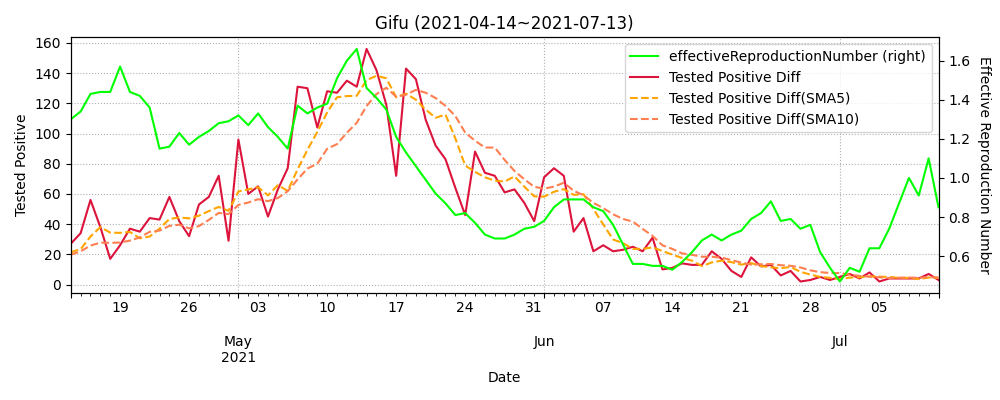 Gifu (2021-04-14~2021-07-13)
effectiveReproductionNumber (right)
Tested Positive Diff
Tested Positive Diff(SMA5)
Tested Positive Diff(SMA10)
Tested Positive
160
140
120
100
80
60
40
20
0
Effective Reproduction Number
1.6
1.4
1.2
1.0
0.8
0.6
19 26 03 10 17 24 31 07 14 21 28 05
May Jun Jul
2021
Date